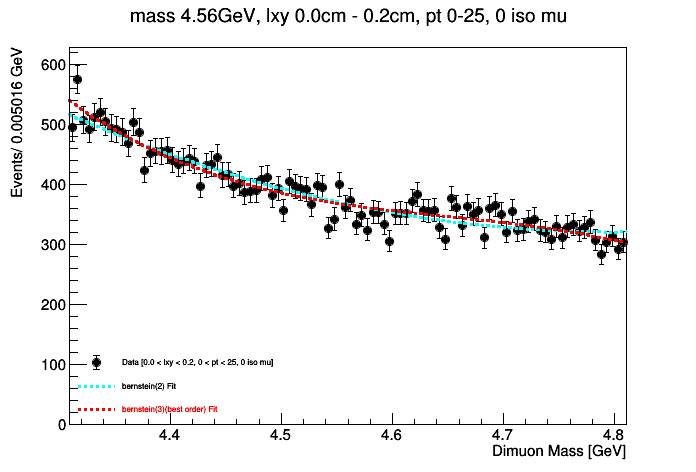 mass 4.56GeV, lxy 0.0cm - 0.2cm, pt 0-25, 0 iso mu
Events/ 0.005016 GeV
600
500
400
300
200
100
0
Data [0.0 < lxy < 0.2, 0 < pt < 25, 0 iso mu]
bernstein(2) Fit
bernstein(3)(best order) Fit
4.4 4.5 4.6 4.7 4.8
Dimuon Mass [GeV]